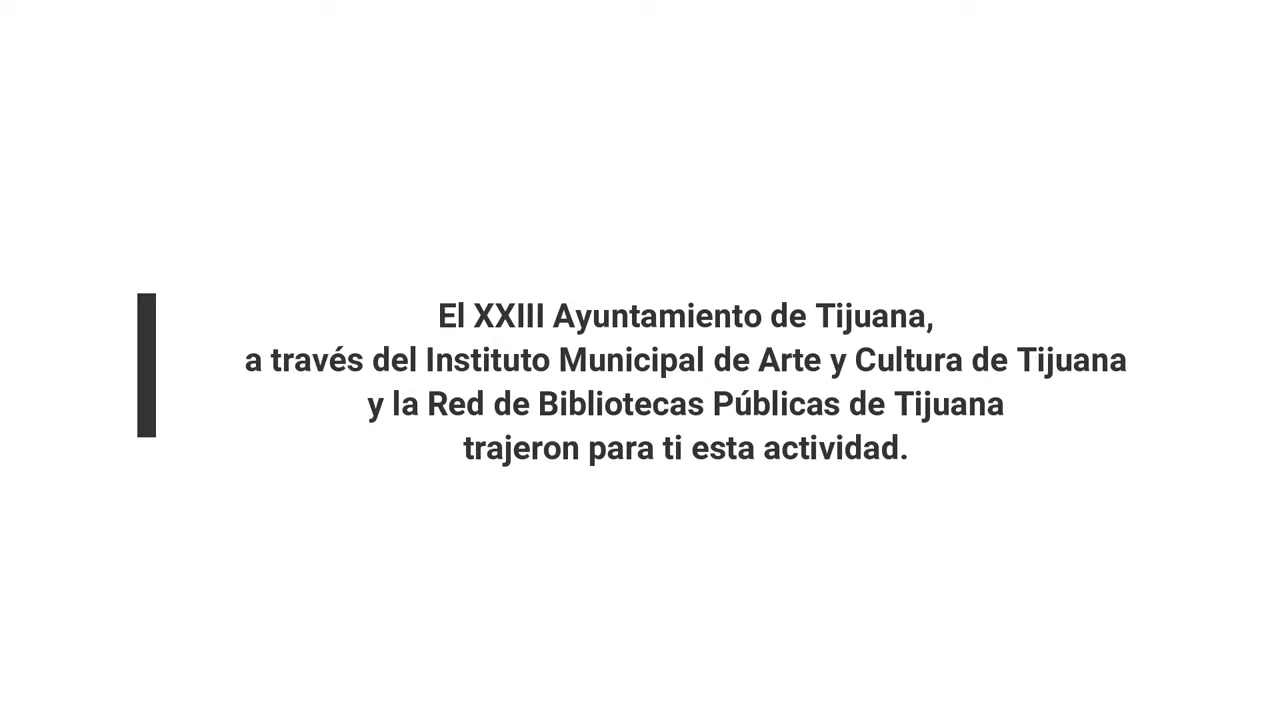 El XXIII Ayuntamiento de Tijuana,
a través del Instituto Municipal de Arte y Cultura de Tijuana
y la Red de Bibliotecas Públicas de Tijuana
trajeron para ti esta actividad.